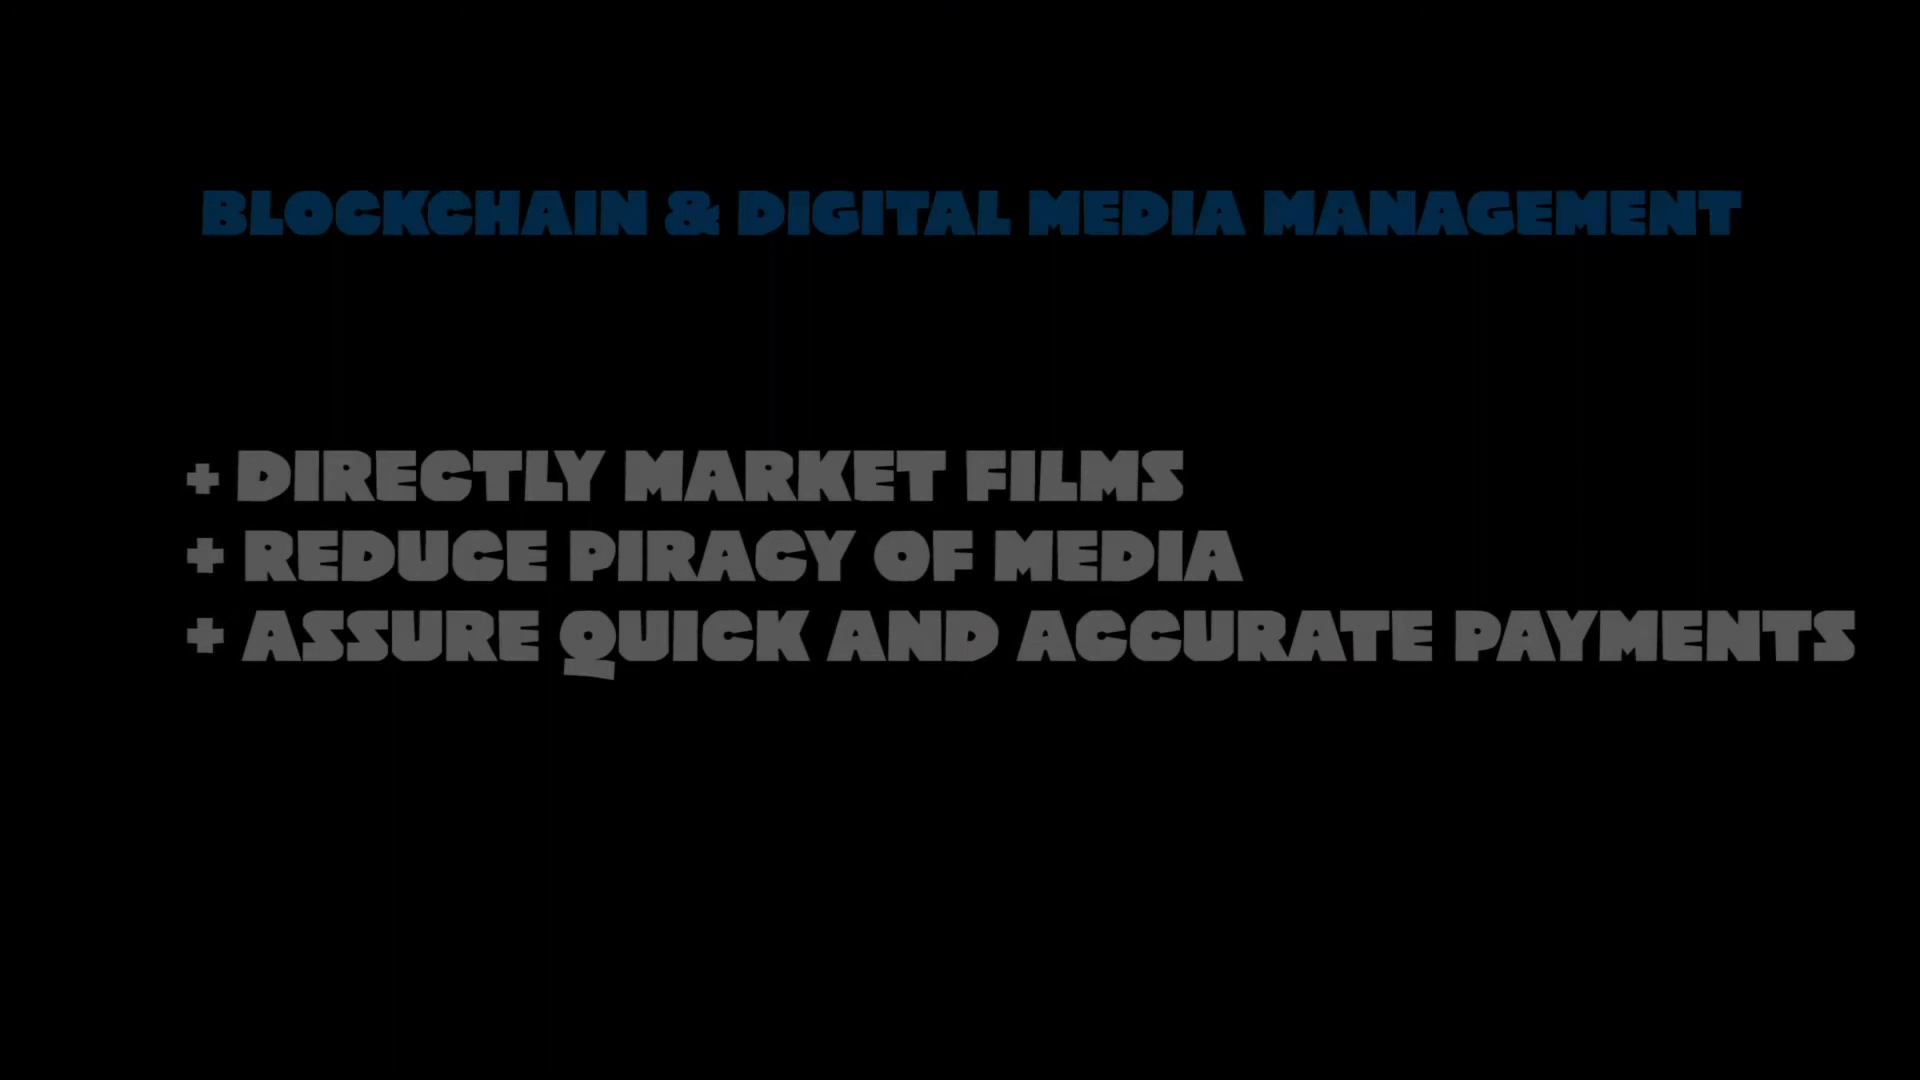 BLOCKCHAIN & DIGITAL MEDIA MANAGEMENT
+ DIRECTLY MARKET FILMS
+ REDUCE PIRACY OF MEDIA
+ ASSURE QUICK AND ACCURATE PAYMENTS